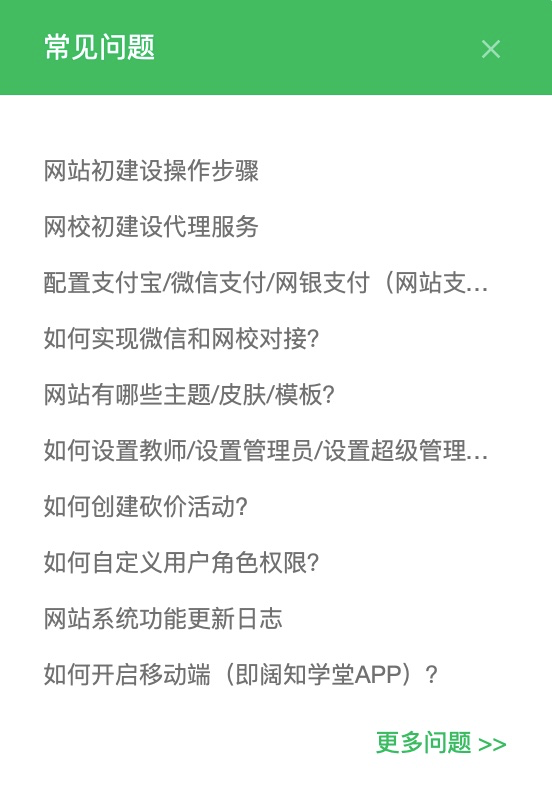 常见问题
网站初建设操作步骤
网校初建设代理服务
配置支付宝/微信支付/网银支付（网站支...
如何实现微信和网校对接?
网站有哪些主题/皮肤/模板?
如何设置教师/设置管理员/设置超级管理...
如何创建砍价活动?
如何自定义用户角色权限?
网站系统功能更新日志
如何开启移动端（即阔知学堂APP）?
更多问题 >>